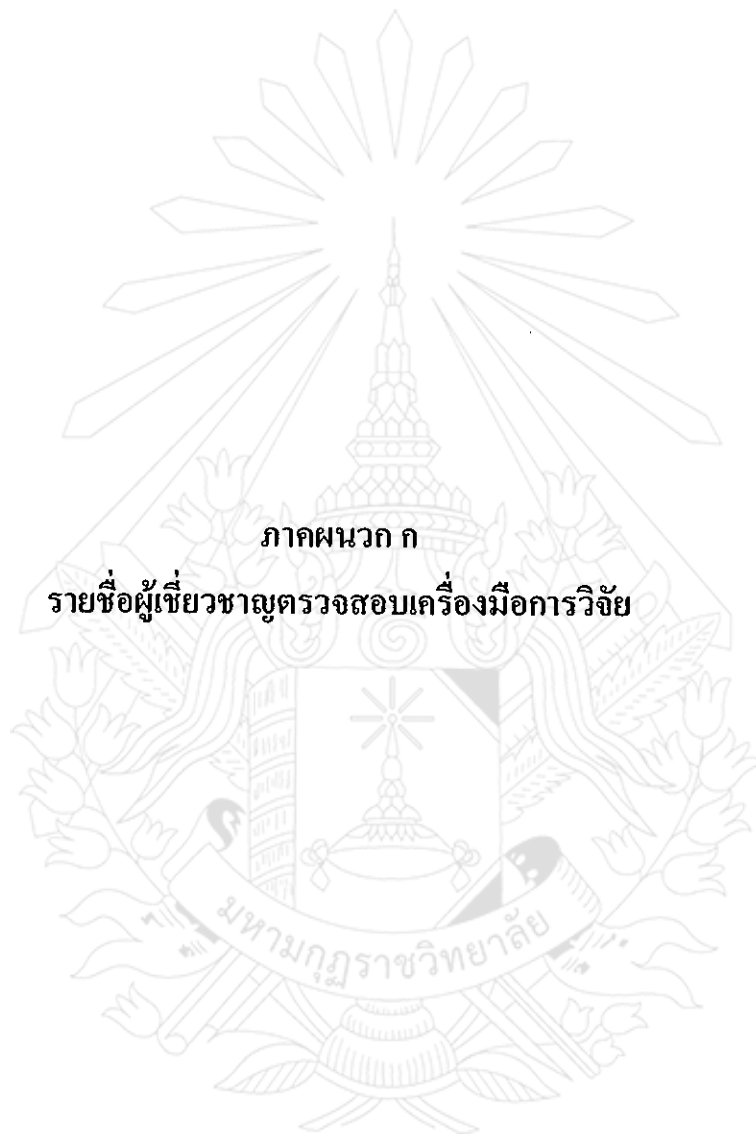 ภาคผนวก ก
รายชื่อผู้เชี่ยวชาญตรวจสอบเครื่องมือการวิจัย
มหามกุฏราชวิทยาลัย